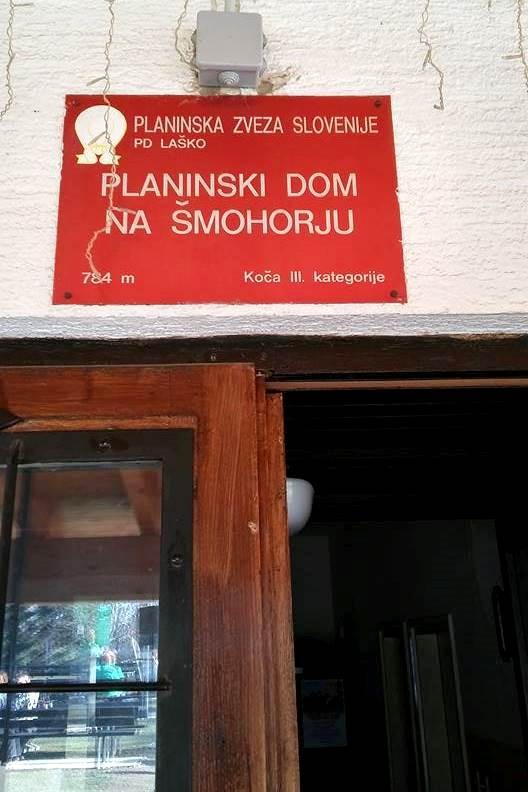 PLANINSKA ZVEZA SLOVENIJE
PD LAŠKO
PLANINSKI DOM
NA ŠMOHORJU
784 m Koča III. kategorije